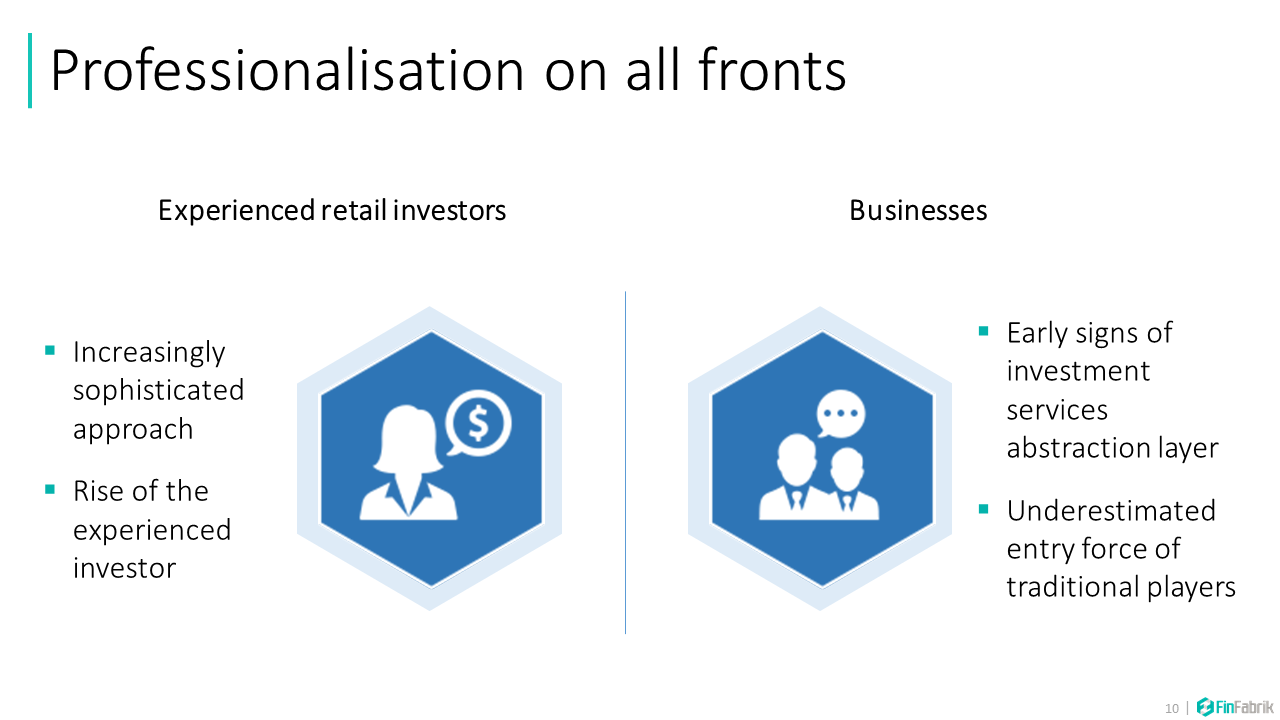 Professionalisation on all fronts
Experienced retail investors
Increasingly
sophisticated
approach
Rise of the
experienced
investor
$
Businesses
Early signs of
investment
services
abstraction layer
Underestimated
entry force of
traditional players
10 | FinFabrik